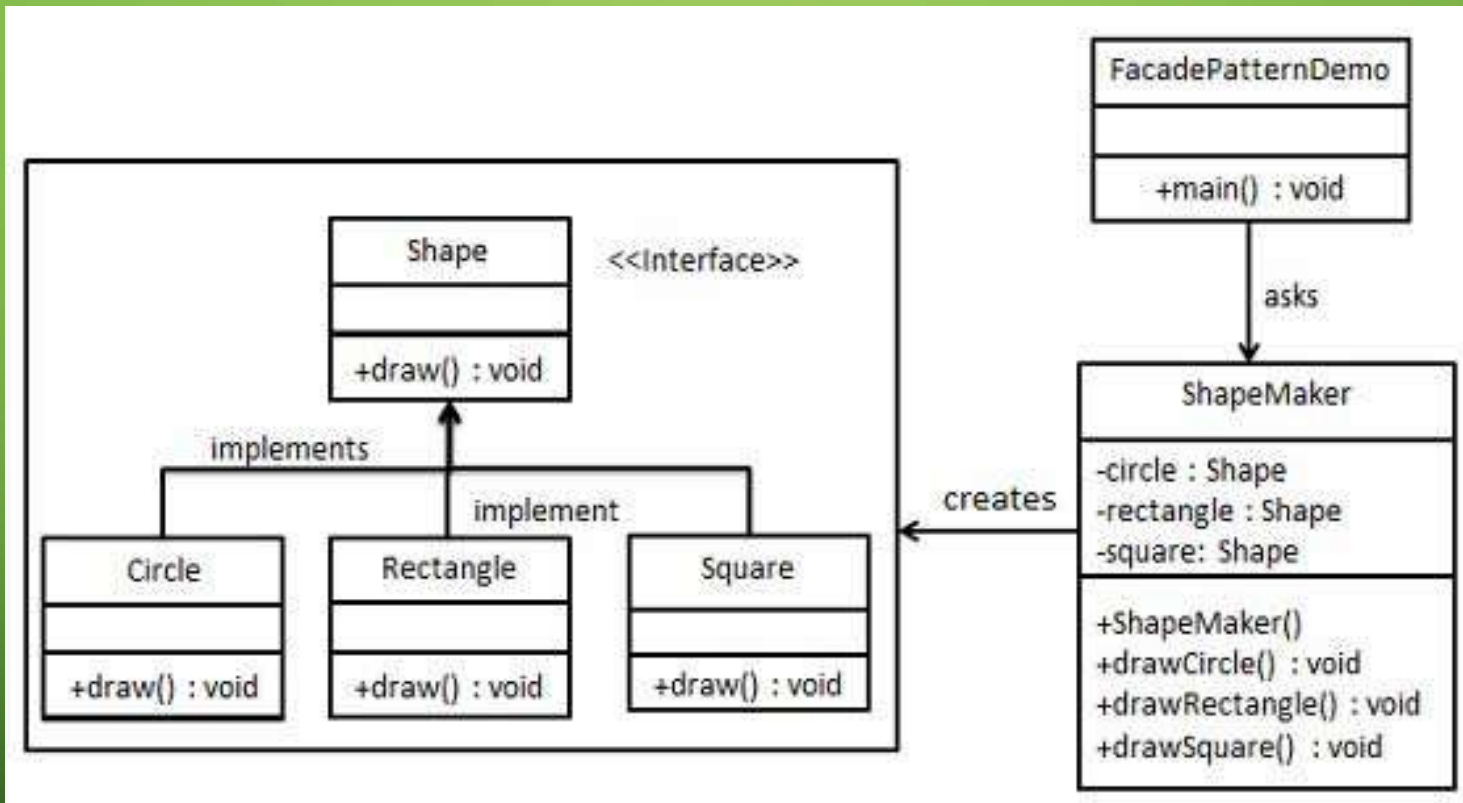 FacadePatternDemo
+main() : void
asks
Shape
<<Interface>>
+draw() : void
implements
implement
Circle
+draw() : void
Rectangle
+draw() : void
Square
+draw() : void
creates
ShapeMaker
-circle : Shape
-rectangle : Shape
-square: Shape
+ShapeMaker()
+drawCircle() : void
+drawRectangle() : void
+drawSquare() : void